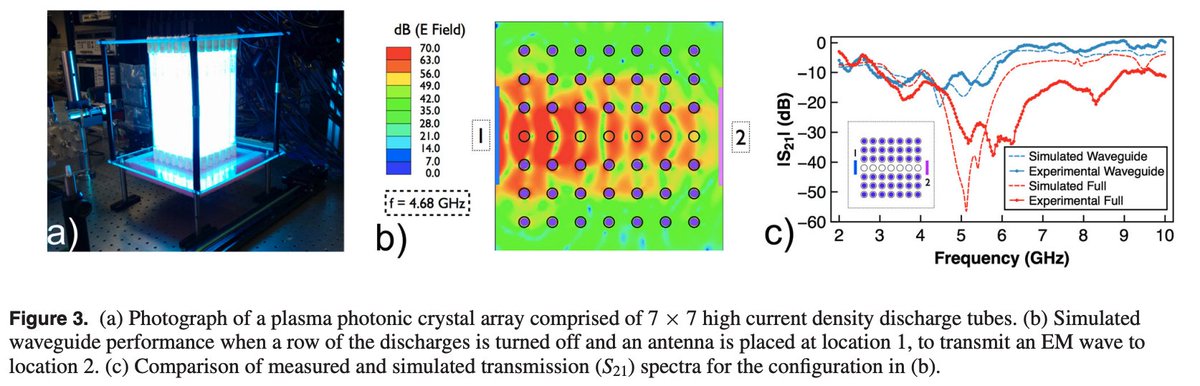 a)
dB (E Field)
70.0
63.0
56.0
49.0
42.0
35.0
28.0
21.0
14.0
7.0
0.0
f = 4.68 GHz
b)
1
2
0
−10
−20
−30
−40
−50
−60
|S21| (dB)
1
2
Simulated Waveguide
Experimental Waveguide
Simulated Full
Experimental Full
c)
2 3 4 5 6 7 8 9 10
Frequency (GHz)
Figure 3. (a) Photograph of a plasma photonic crystal array comprised of 7 × 7 high current density discharge tubes. (b) Simulated
waveguide performance when a row of the discharges is turned off and an antenna is placed at location 1, to transmit an EM wave to
location 2. (c) Comparison of measured and simulated transmission (S21) spectra for the configuration in (b).